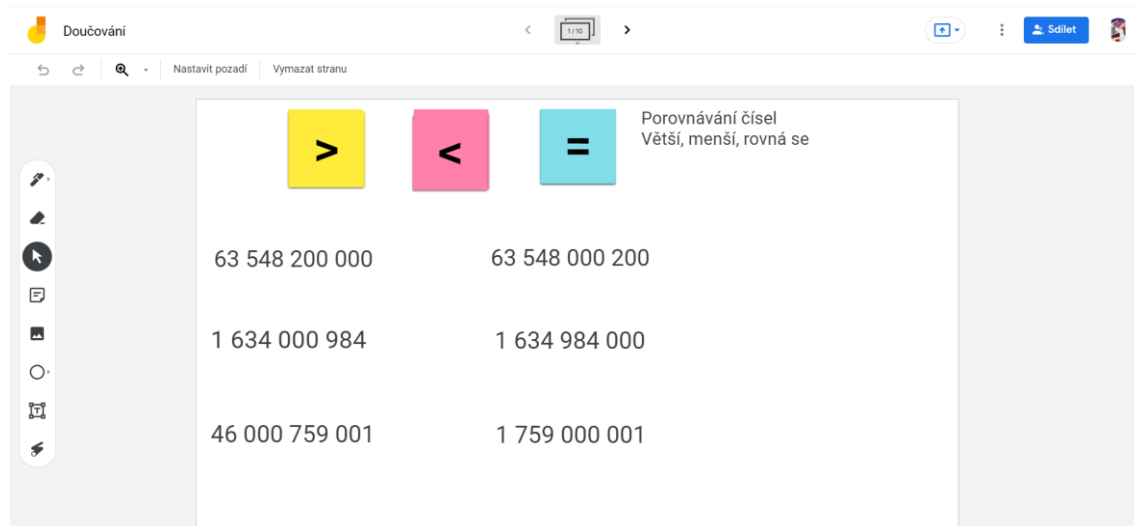 Doučování
1/10
Sdílet
Nastavit pozadí
Vymazat stranu
> < =
Porovnávání čísel
Větší, menší, rovná se
63 548 200 000 63 548 000 200
1 634 000 984 1 634 984 000
46 000 759 001 1 759 000 001